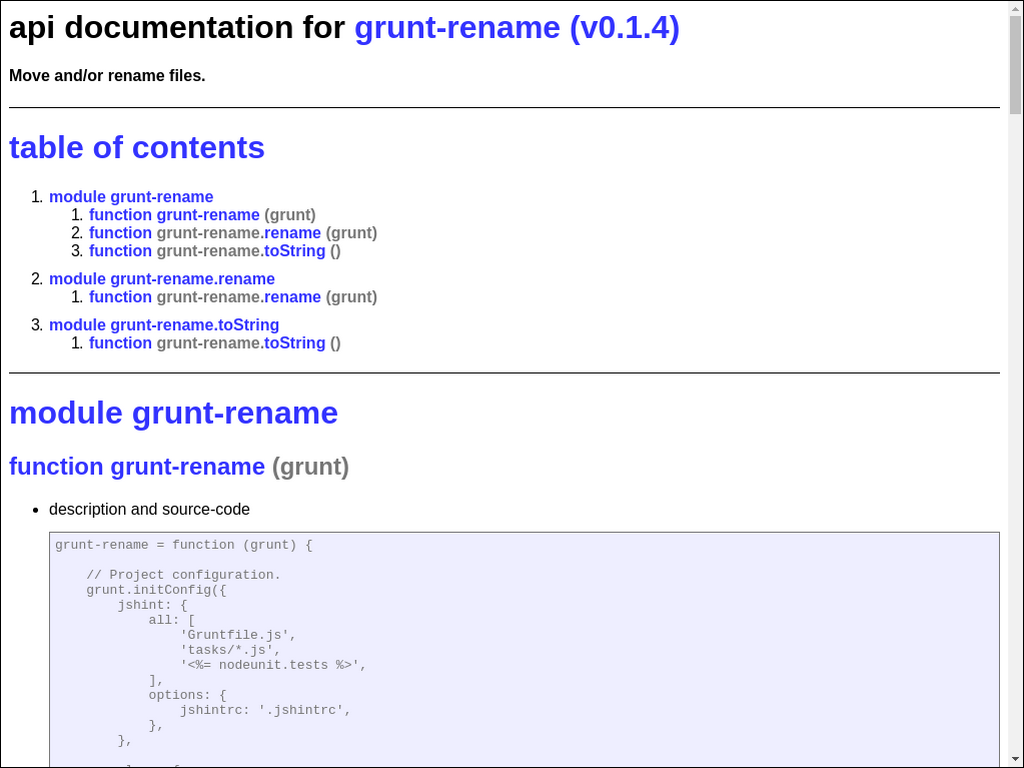 api documentation for grunt-rename (v0.1.4)
Move and/or rename files.
table of contents
1. module grunt-rename
1. function grunt-rename (grunt)
2. function grunt-rename.rename (grunt)
3. function grunt-rename.toString ()
2. module grunt-rename.rename
1. function grunt-rename.rename (grunt)
3. module grunt-rename.toString
1. function grunt-rename.toString ()
module grunt-rename
function grunt-rename (grunt)
• description and source-code
grunt-rename = function (grunt) {
// Project configuration.
grunt.initConfig({
jshint: {
all: [
'Gruntfile.js',
'tasks/*.js',
'<%= nodeunit.tests %>',
],
options: {
jshintrc: '.jshintrc',
},
},